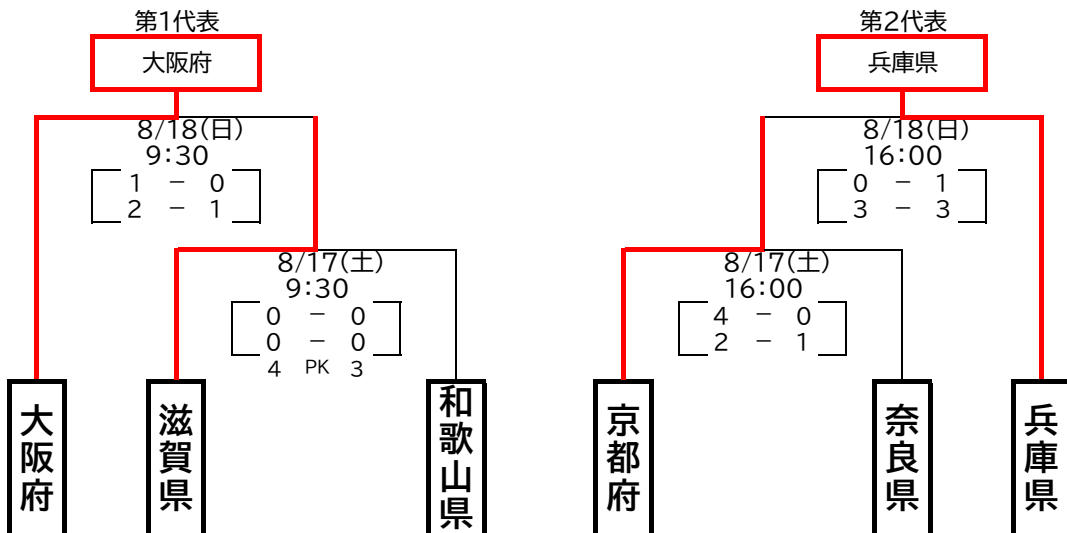 第1代表
大阪府
8/18(日)
9:30
1 − 0
2 − 1
8/17(土)
9:30
0 − 0
0 − 0
4 PK 3
大阪府
滋賀県
和歌山県
第2代表
兵庫県
8/18(日)
16:00
0 − 1
3 − 3
8/17(土)
16:00
4 − 0
2 − 1
京都府
奈良県
兵庫県